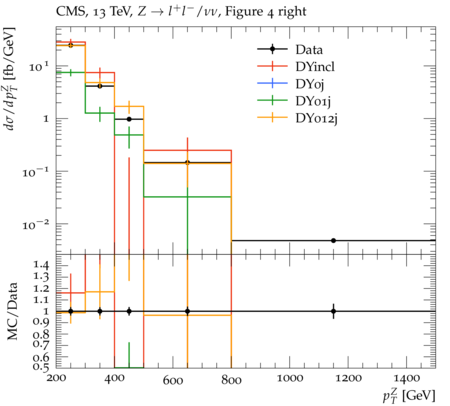 CMS, 13 TeV, Z → l⁺l⁻/νν, Figure 4 right
dσ/dp_T^Z [fb/GeV]
10¹
1
10⁻¹
10⁻²
Data
DYincl
DY0j
DY01j
DY012j
MC/Data
1.4
1.3
1.2
1.1
1
0.9
0.8
0.7
0.6
0.5
200 400 600 800 1000 1200 1400
p_T^Z [GeV]